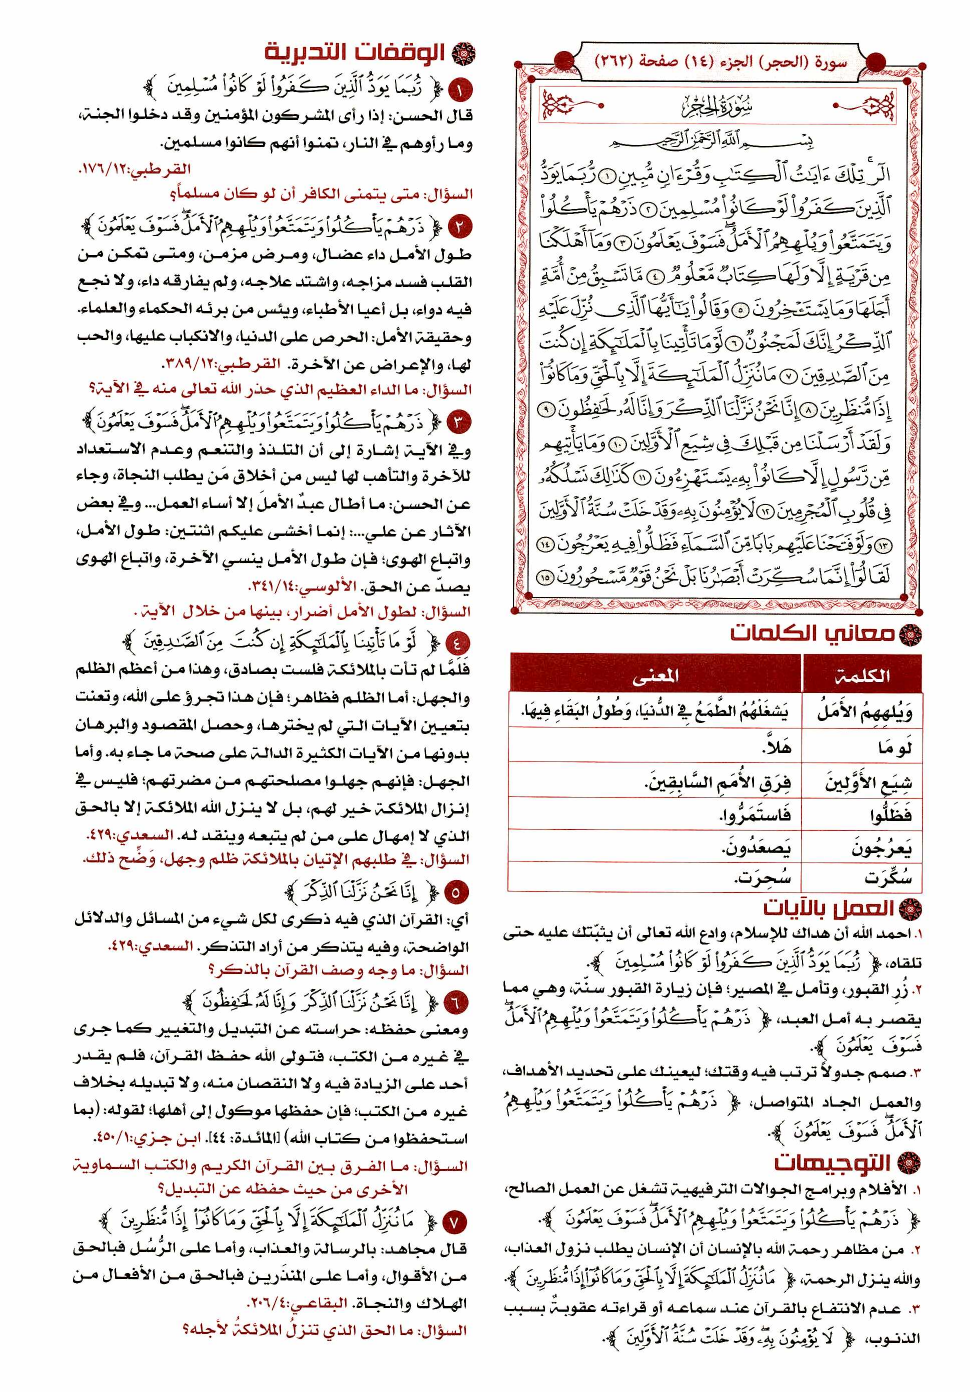 سورة (الحجر) الجزء (١٤) صفحة (٢٦٢)
سُورَةُ الحِجْرِ
بِسْمِ اللَّهِ الرَّحْمَٰنِ الرَّحِيمِ
الٓر ۚ تِلْكَ ءَايَٰتُ ٱلْكِتَٰبِ وَقُرْءَانٍ مُّبِينٍ ١ رُّبَمَا يَوَدُّ
ٱلَّذِينَ كَفَرُوا۟ لَوْ كَانُوا۟ مُسْلِمِينَ ٢ ذَرْهُمْ يَأْكُلُوا۟
وَيَتَمَتَّعُوا۟ وَيُلْهِهِمُ ٱلْأَمَلُ ۖ فَسَوْفَ يَعْلَمُونَ ٣ وَمَآ أَهْلَكْنَا
مِن قَرْيَةٍ إِلَّا وَلَهَا كِتَابٌ مَّعْلُومٌ ٤ مَّا تَسْبِقُ مِنْ أُمَّةٍ
أَجَلَهَا وَمَا يَسْتَـْٔخِرُونَ ٥ وَقَالُوا۟ يَٰٓأَيُّهَا ٱلَّذِى نُزِّلَ عَلَيْهِ
ٱلذِّكْرُ إِنَّكَ لَمَجْنُونٌ ٦ لَّوْ مَا تَأْتِينَا بِٱلْمَلَٰٓئِكَةِ إِن كُنتَ
مِنَ ٱلصَّٰدِقِينَ ٧ مَا نُنَزِّلُ ٱلْمَلَٰٓئِكَةَ إِلَّا بِٱلْحَقِّ وَمَا كَانُوٓا۟
إِذًا مُّنظَرِينَ ٨ إِنَّا نَحْنُ نَزَّلْنَا ٱلذِّكْرَ وَإِنَّا لَهُۥ لَحَٰفِظُونَ ٩
وَلَقَدْ أَرْسَلْنَا مِن قَبْلِكَ فِى شِيَعِ ٱلْأَوَّلِينَ ١٠ وَمَا يَأْتِيهِم
مِّن رَّسُولٍ إِلَّا كَانُوا۟ بِهِۦ يَسْتَهْزِءُونَ ١١ كَذَٰلِكَ نَسْلُكُهُۥ
فِى قُلُوبِ ٱلْمُجْرِمِينَ ١٢ لَا يُؤْمِنُونَ بِهِۦ ۖ وَقَدْ خَلَتْ سُنَّةُ ٱلْأَوَّلِينَ
١٣ وَلَوْ فَتَحْنَا عَلَيْهِم بَابًا مِّنَ ٱلسَّمَآءِ فَظَلُّوا۟ فِيهِ يَعْرُجُونَ ١٤
لَقَالُوٓا۟ إِنَّمَا سُكِّرَتْ أَبْصَٰرُنَا بَلْ نَحْنُ قَوْمٌ مَّسْحُورُونَ ١٥
معاني الكلمات
الكلمة المعنى
وَيُلهِهِمُ الأَمَلُ يَشغَلْهُمُ الطَّمَعُ فِي الدُّنيَا، وَطُولُ البَقَاءِ فِيهَا.
لَو مَا هَلاَّ.
شِيَعِ الأَوَّلِينَ فِرَقِ الأُمَمِ السَّابِقِينَ.
فَظَلُّوا فَاستَمَرُّوا.
يَعرُجُونَ يَصعَدُونَ.
سُكِّرَت سُحِرَت.
العمل بالآيات
١. احمد الله أن هداك للإسلام، وادع الله تعالى أن يثبّتك عليه حتى
تلقاه، ﴿ رُّبَمَا يَوَدُّ ٱلَّذِينَ كَفَرُوا۟ لَوْ كَانُوا۟ مُسْلِمِينَ ﴾.
٢. زُرِ القبور، وتأمل في المصير؛ فإن زيارة القبور سنّة، وهي مما
يقصر به أمل العبد، ﴿ ذَرْهُمْ يَأْكُلُوا۟ وَيَتَمَتَّعُوا۟ وَيُلْهِهِمُ ٱلْأَمَلُ ۖ
فَسَوْفَ يَعْلَمُونَ ﴾.
٣. صمم جدولاً ترتب فيه وقتك؛ ليعينك على تحديد الأهداف،
والعمل الجاد المتواصل، ﴿ ذَرْهُمْ يَأْكُلُوا۟ وَيَتَمَتَّعُوا۟ وَيُلْهِهِمُ
ٱلْأَمَلُ ۖ فَسَوْفَ يَعْلَمُونَ ﴾.
التوجيهات
١. الأفلام وبرامج الجوالات الترفيهية تشغل عن العمل الصالح،
﴿ ذَرْهُمْ يَأْكُلُوا۟ وَيَتَمَتَّعُوا۟ وَيُلْهِهِمُ ٱلْأَمَلُ ۖ فَسَوْفَ يَعْلَمُونَ ﴾.
٢. من مظاهر رحمة الله بالإنسان أن الإنسان يطلب نزول العذاب،
والله ينزل الرحمة، ﴿ مَا نُنَزِّلُ ٱلْمَلَٰٓئِكَةَ إِلَّا بِٱلْحَقِّ وَمَا كَانُوٓا۟ إِذًا مُّنظَرِينَ ﴾.
٣. عدم الانتفاع بالقرآن عند سماعه أو قراءته عقوبةٌ بسبب
الذنوب، ﴿ لَا يُؤْمِنُونَ بِهِۦ ۖ وَقَدْ خَلَتْ سُنَّةُ ٱلْأَوَّلِينَ ﴾.
الوقفات التدبرية
١ ﴿ رُّبَمَا يَوَدُّ ٱلَّذِينَ كَفَرُوا۟ لَوْ كَانُوا۟ مُسْلِمِينَ ﴾
قال الحسن: إذا رأى المشركون المؤمنين وقد دخلوا الجنة،
وما رأوهم في النار، تمنوا أنهم كانوا مسلمين.
القرطبي:١٧٦/١٢.
السؤال: متى يتمنى الكافر أن لو كان مسلماً؟
٢ ﴿ ذَرْهُمْ يَأْكُلُوا۟ وَيَتَمَتَّعُوا۟ وَيُلْهِهِمُ ٱلْأَمَلُ ۖ فَسَوْفَ يَعْلَمُونَ ﴾
طول الأمل داء عضال، ومرض مزمن، ومتى تمكن من
القلب فسد مزاجه، واشتد علاجه، ولم يفارقه داء، ولا نجع
فيه دواء، بل أعيا الأطباء، ويئس من برئه الحكماء والعلماء.
وحقيقة الأمل: الحرص على الدنيا، والانكباب عليها، والحب
لها، والإعراض عن الآخرة. القرطبي:٣٨٩/١٢.
السؤال: ما الداء العظيم الذي حذر الله تعالى منه في الآية؟
٣ ﴿ ذَرْهُمْ يَأْكُلُوا۟ وَيَتَمَتَّعُوا۟ وَيُلْهِهِمُ ٱلْأَمَلُ ۖ فَسَوْفَ يَعْلَمُونَ ﴾
وفي الآية إشارة إلى أن التلذذ والتنعم وعدم الاستعداد
للآخرة والتأهب لها ليس من أخلاق مَن يطلب النجاة، وجاء
عن الحسن: ما أطال عبدٌ الأملَ إلا أساء العمل... وفي بعض
الآثار عن علي...: إنما أخشى عليكم اثنتين: طول الأمل،
واتباع الهوى؛ فإن طول الأمل ينسي الآخرة، واتباع الهوى
يصدّ عن الحق. الألوسي:٣٤١/١٤.
السؤال: لطول الأمل أضرار، بينها من خلال الآية .
٤ ﴿ لَّوْ مَا تَأْتِينَا بِٱلْمَلَٰٓئِكَةِ إِن كُنتَ مِنَ ٱلصَّٰدِقِينَ ﴾
فَلَمَّا لم تأت بالملائكة فلست بصادق، وهذا من أعظم الظلم
والجهل: أما الظلم فظاهر؛ فإن هذا تجرؤ على الله، وتعنت
بتعيين الآيات التي لم يخترها، وحصل المقصود والبرهان
بدونها من الآيات الكثيرة الدالة على صحة ما جاء به. وأما
الجهل: فإنهم جهلوا مصلحتهم من مضرتهم؛ فليس في
إنزال الملائكة خير لهم، بل لا ينزل الله الملائكة إلا بالحق
الذي لا إمهال على من لم يتبعه وينقد له. السعدي:٤٢٩.
السؤال: في طلبهم الإتيان بالملائكة ظلم وجهل، وَضِّح ذلك.
٥ ﴿ إِنَّا نَحْنُ نَزَّلْنَا ٱلذِّكْرَ ﴾
أي: القرآن الذي فيه ذكرى لكل شيء من المسائل والدلائل
الواضحة، وفيه يتذكر من أراد التذكر. السعدي:٤٢٩.
السؤال: ما وجه وصف القرآن بالذكر؟
٦ ﴿ إِنَّا نَحْنُ نَزَّلْنَا ٱلذِّكْرَ وَإِنَّا لَهُۥ لَحَٰفِظُونَ ﴾
ومعنى حفظه: حراسته عن التبديل والتغيير كما جرى
في غيره من الكتب، فتولى الله حفظ القرآن، فلم يقدر
أحد على الزيادة فيه ولا النقصان منه، ولا تبديله بخلاف
غيره من الكتب؛ فإن حفظها موكول إلى أهلها؛ لقوله: (بما
استحفظوا من كتاب الله) [المائدة: ٤٤]. ابن جزي:٤٥٠/١.
السؤال: ما الفرق بين القرآن الكريم والكتب السماوية
الأخرى من حيث حفظه عن التبديل؟
٧ ﴿ مَا نُنَزِّلُ ٱلْمَلَٰٓئِكَةَ إِلَّا بِٱلْحَقِّ وَمَا كَانُوٓا۟ إِذًا مُّنظَرِينَ ﴾
قال مجاهد: بالرسالة والعذاب، وأما على الرُّسُل فبالحق
من الأقوال، وأما على المنذَرين فبالحق من الأفعال من
الهلاك والنجاة. البقاعي:٢٠٦/٤.
السؤال: ما الحق الذي تنزلُ الملائكةُ لأجله؟